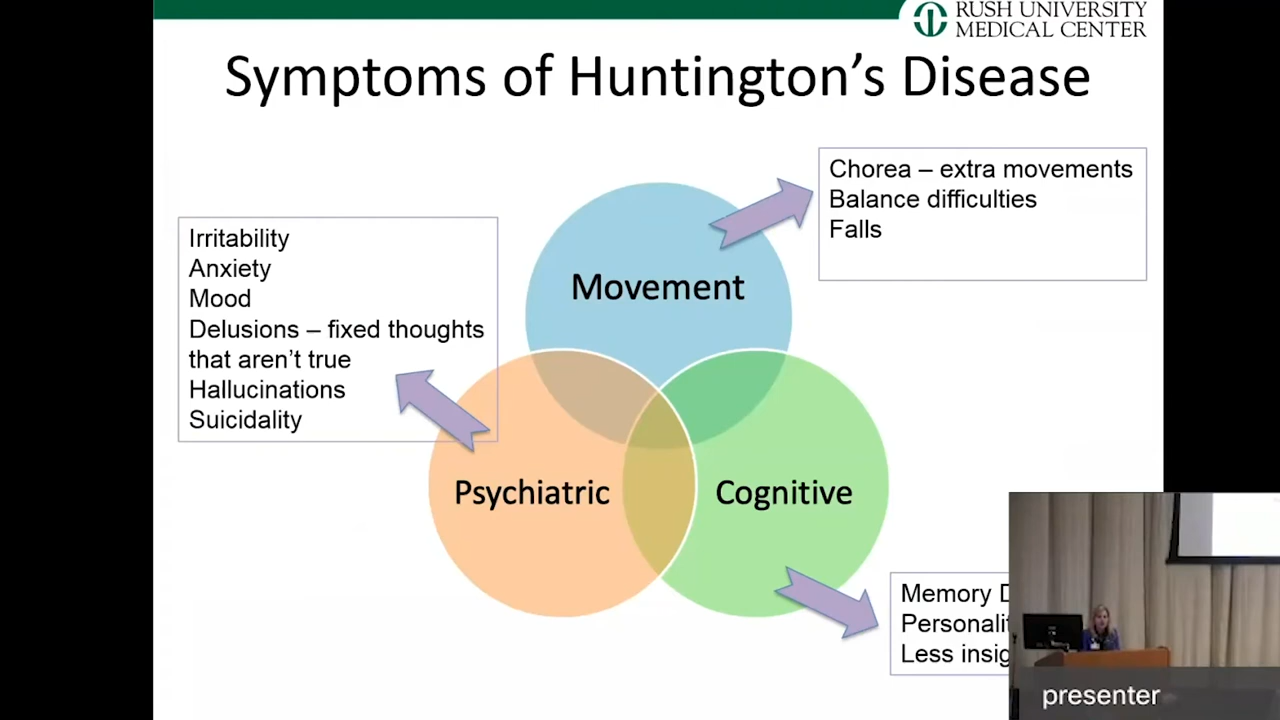 RUSH UNIVERSITY
MEDICAL CENTER
Symptoms of Huntington’s Disease
Chorea – extra movements
Balance difficulties
Falls
Irritability
Anxiety
Mood
Delusions – fixed thoughts
that aren’t true
Hallucinations
Suicidality
Movement
Psychiatric
Cognitive
Memory
Less
presenter